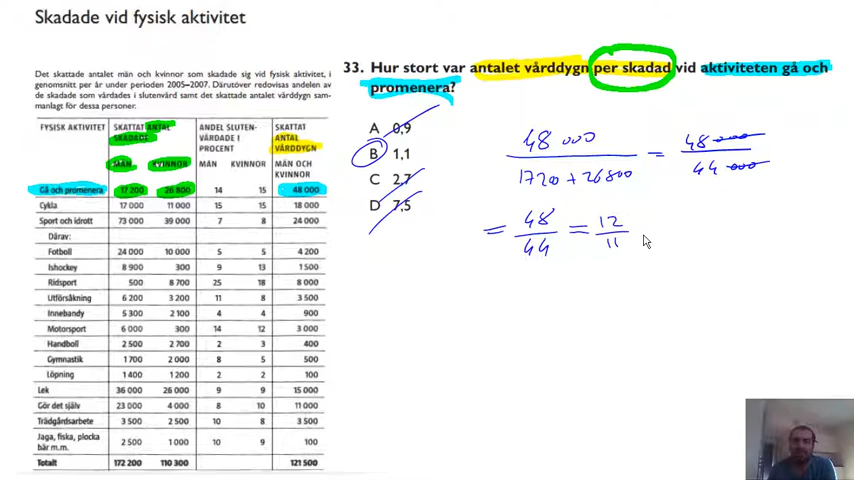 Skadade vid fysisk aktivitet
Det skattade antalet män och kvinnor som skadade sig vid fysisk aktivitet, i
genomsnitt per år under perioden 2005–2007. Därutöver redovisas andelen av
de skadade som vårdades i slutenvård samt det skattade antalet vårddygn sam-
manlagt för dessa personer.
FYSISK AKTIVITET SKATTAT ANTAL SKADADE ANDEL SLUTEN-VÅRDADE I PROCENT SKATTAT ANTAL VÅRDDYGN
MÄN KVINNOR MÄN KVINNOR MÄN OCH KVINNOR
Gå och promenera 17 200 26 800 14 15 48 000
Cykla 17 000 11 000 15 15 18 000
Sport och idrott 73 000 39 000 7 8 24 000
Därav:
Fotboll 24 000 10 000 5 5 4 200
Ishockey 8 900 300 9 13 1 500
Ridsport 500 8 700 25 18 8 000
Utförsåkning 6 200 3 200 11 8 3 500
Innebandy 5 300 2 100 4 4 900
Motorsport 6 000 300 14 12 3 000
Handboll 2 500 2 700 2 3 400
Gymnastik 1 700 2 000 8 5 500
Löpning 1 400 1 200 2 2 100
Lek 36 000 26 000 9 9 15 000
Gör det själv 23 000 4 000 8 10 11 000
Trädgårdsarbete 3 500 2 500 10 8 3 500
Jaga, fiska, plocka
bär m.m. 2 500 1 000 10 9 100
Totalt 172 200 110 300 121 500
33. Hur stort var antalet vårddygn per skadad vid aktiviteten gå och
promenera?
A 0,9
B 1,1
C 2,7
D 7,5
48 000 / 17200 + 26800 = 48 000 / 44 000
= 48 / 44 = 12 / 11